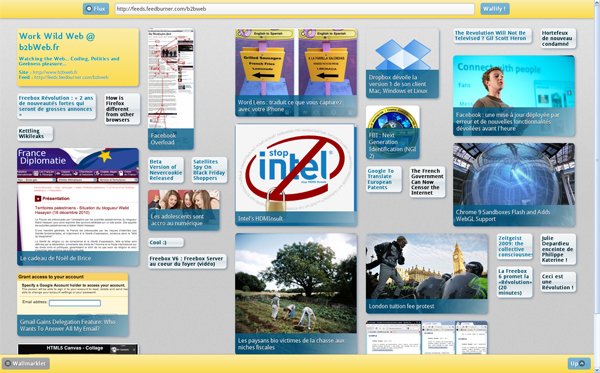 Flux
http://feeds.feedburner.com/b2bweb
Wallify !
Work Wild Web @
b2bWeb.fr
Watching the Web... Coding, Politics and
Geekness pleasure...
Site : http://www.b2bweb.fr
Feed : http://feeds.feedburner.com/b2bweb
Freebox Révolution : « 2 ans
de nouveautés fortes qui
seront de grosses annonces
»
How is Firefox
different from
other browsers
Kettling
Wikileaks
France
Diplomatie
Présentation
Territoires palestiniens - Situation du blogueur Walid
Husayin (16 décembre 2010)
Le cadeau de Noël de Brice
Grant access to your account
Specify a Google Account holder to access your account.
Email address:
Gmail Gains Delegation Feature: Who
Wants To Answer All My Email?
HTML5 Canvas - Collage
Facebook
Overload
Beta
Version of
Nevercookie
Released
Satellites
Spy On
Black Friday
Shoppers
Les adolescents sont
accro au numérique
Cool :)
Freebox V6 : Freebox Server
au coeur du foyer (vidéo)
English to Spanish
English to Spanish
Word Lens: traduit ce que vous capturez
avec votre iPhone
stop
intel
Intel's HDMInsult
Les paysans bio victimes de la chasse aux
niches fiscales
Dropbox dévoile la
version 1 de son client
Mac, Windows et Linux
FBI : Next
Generation
Identification (NGI
2)
Google To
Translate
European
Patents
The French
Government
Can Now
Censor the
Internet
London tuition fee protest
The Revolution Will Not Be
Televised ? Gil Scott Heron
Hortefeux
de nouveau
condamné
Facebook : une mise à jour déployée par
erreur et de nouvelles fonctionnalités
dévoilées avant l'heure
Chrome 9 Sandboxes Flash and Adds
WebGL Support
Zeitgeist
2009: the
collective
consciousness
Julie
Depardieu
enceinte de
Philippe
Katerine !
La Freebox
6 promet la
«Révolution»
(20
minutes)
Ceci est
une
Révolution !
Wallmarklet
Up